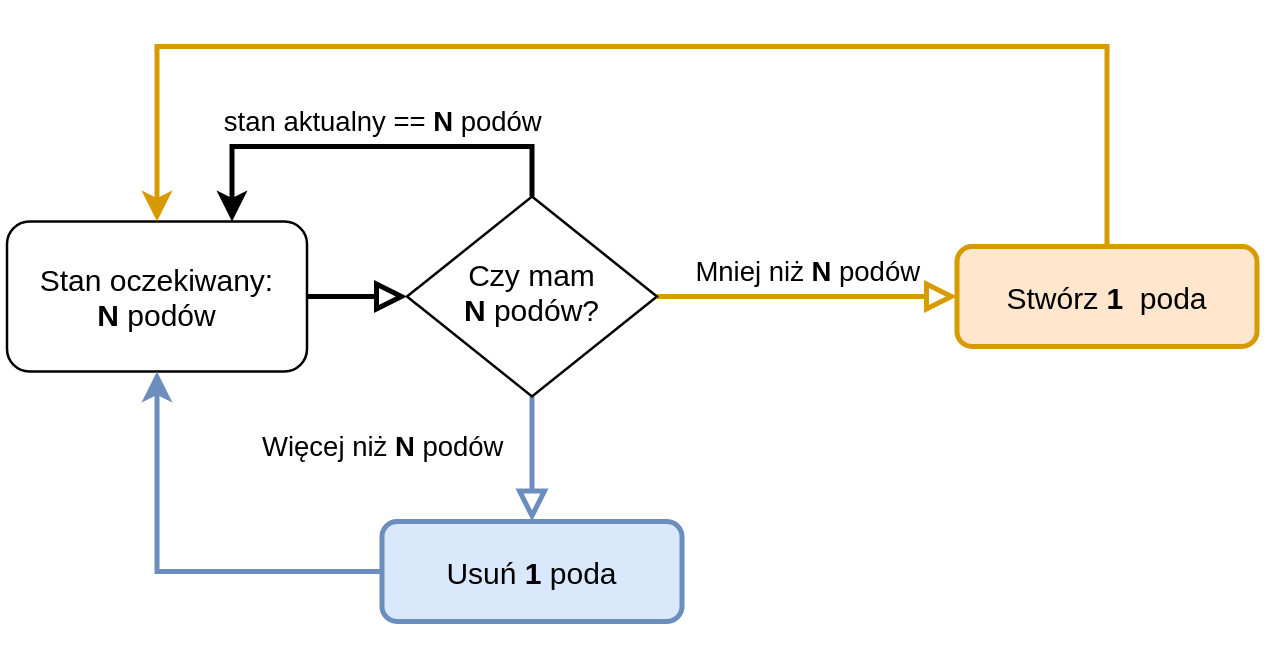 stan aktualny == N podów
Stan oczekiwany:
N podów
Czy mam
N podów?
Mniej niż N podów
Stwórz 1 poda
Więcej niż N podów
Usuń 1 poda